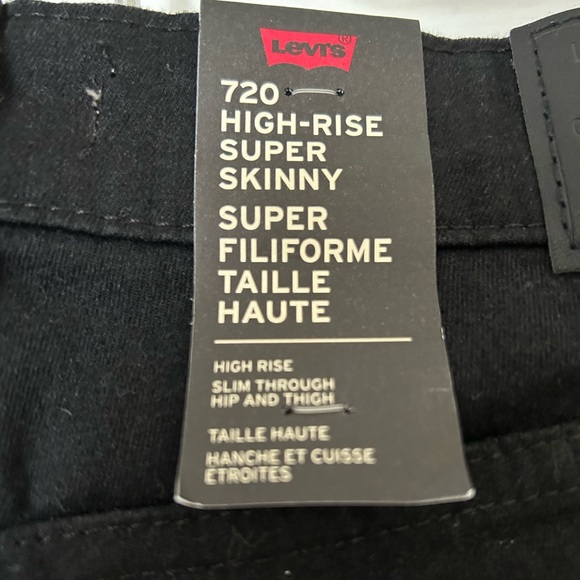 Levi's®
720
HIGH-RISE
SUPER
SKINNY
SUPER
FILIFORME
TAILLE
HAUTE
HIGH RISE
SLIM THROUGH
HIP AND THIGH
TAILLE HAUTE
HANCHE ET CUISSE
ÉTROITES